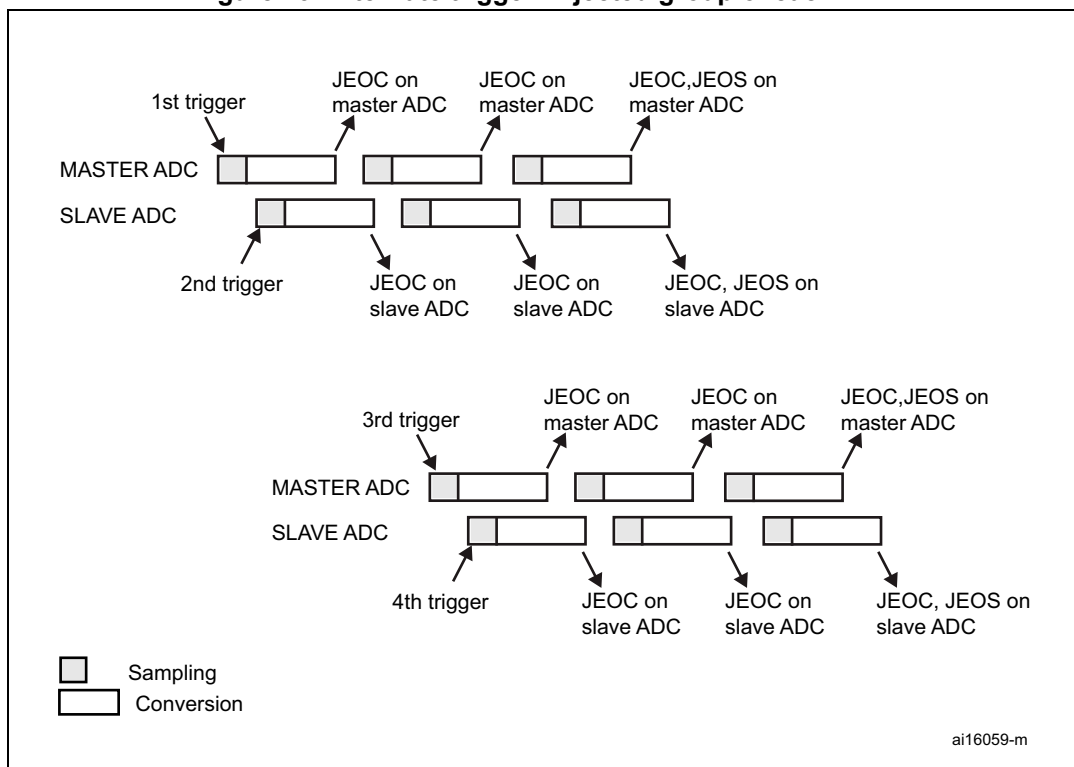 JEOC on
master ADC
JEOC on
master ADC
JEOC,JEOS on
master ADC
1st trigger
MASTER ADC
SLAVE ADC
2nd trigger
JEOC on
slave ADC
JEOC on
slave ADC
JEOC, JEOS on
slave ADC
JEOC on
master ADC
JEOC on
master ADC
JEOC,JEOS on
master ADC
3rd trigger
MASTER ADC
SLAVE ADC
4th trigger
JEOC on
slave ADC
JEOC on
slave ADC
JEOC, JEOS on
slave ADC
Sampling
Conversion
ai16059-m